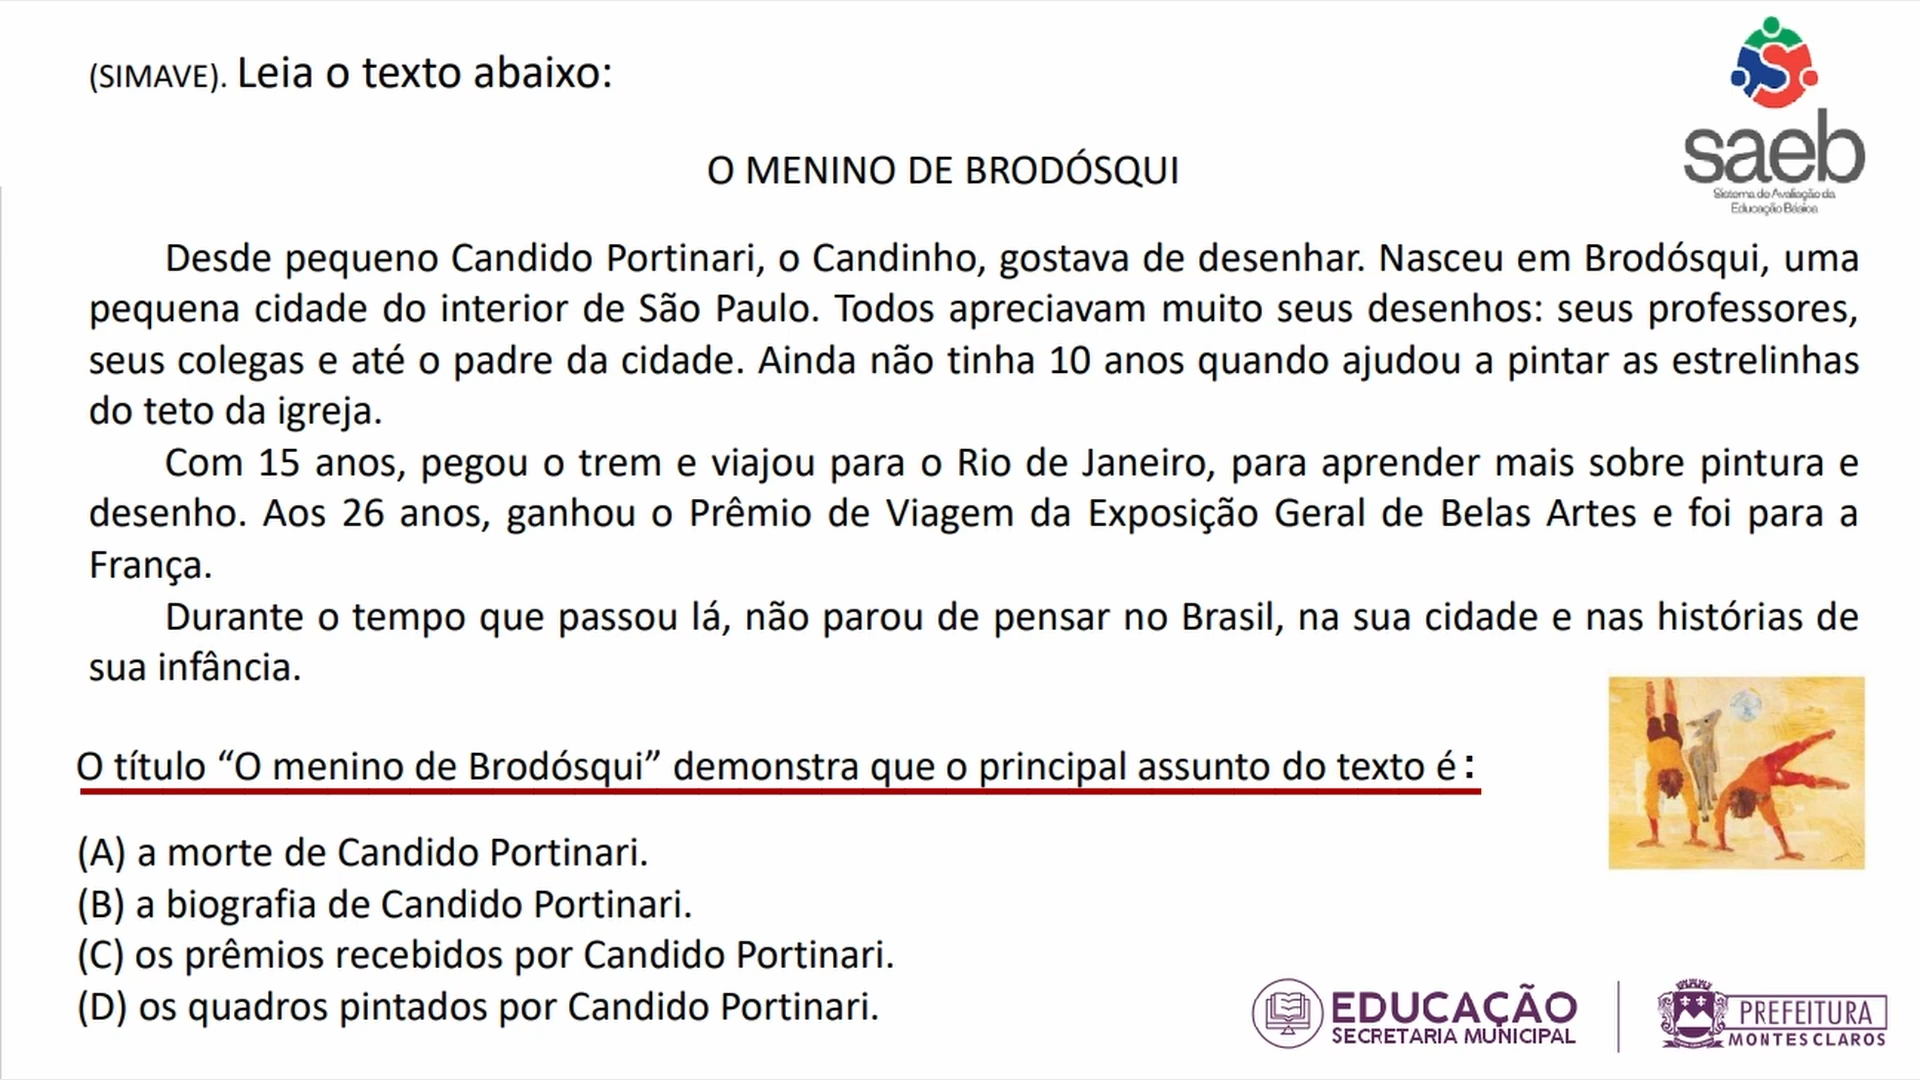 (SIMAVE). Leia o texto abaixo:
saeb
Sistema de Avaliação da
Educação Básica
O MENINO DE BRODÓSQUI
Desde pequeno Candido Portinari, o Candinho, gostava de desenhar. Nasceu em Brodósqui, uma
pequena cidade do interior de São Paulo. Todos apreciavam muito seus desenhos: seus professores,
seus colegas e até o padre da cidade. Ainda não tinha 10 anos quando ajudou a pintar as estrelinhas
do teto da igreja.
Com 15 anos, pegou o trem e viajou para o Rio de Janeiro, para aprender mais sobre pintura e
desenho. Aos 26 anos, ganhou o Prêmio de Viagem da Exposição Geral de Belas Artes e foi para a
França.
Durante o tempo que passou lá, não parou de pensar no Brasil, na sua cidade e nas histórias de
sua infância.
O título “O menino de Brodósqui” demonstra que o principal assunto do texto é:
(A) a morte de Candido Portinari.
(B) a biografia de Candido Portinari.
(C) os prêmios recebidos por Candido Portinari.
(D) os quadros pintados por Candido Portinari.
EDUCAÇÃO
SECRETARIA MUNICIPAL
PREFEITURA
MONTES CLAROS